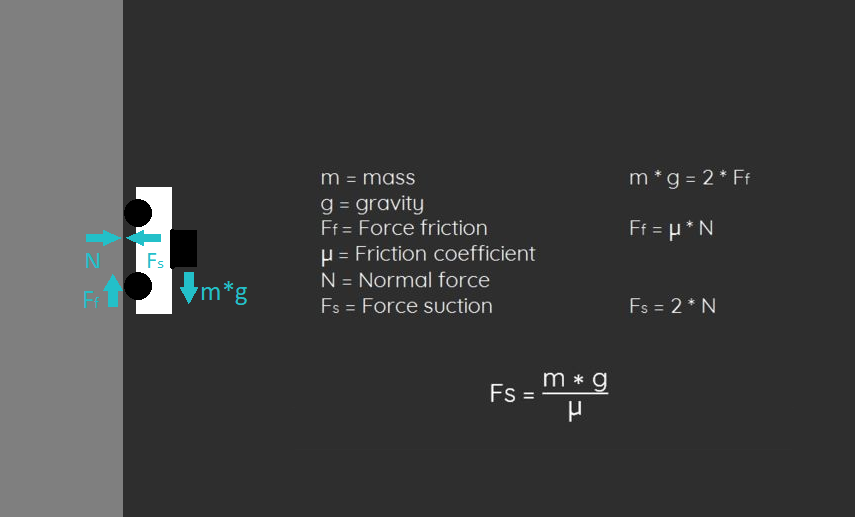 m = mass
g = gravity
Ff = Force friction
μ = Friction coefficient
N = Normal force
Fs = Force suction
m * g = 2 * Ff
Ff = μ * N
Fs = 2 * N
N
Fs
Ff
m*g
Fs = m * g
μ